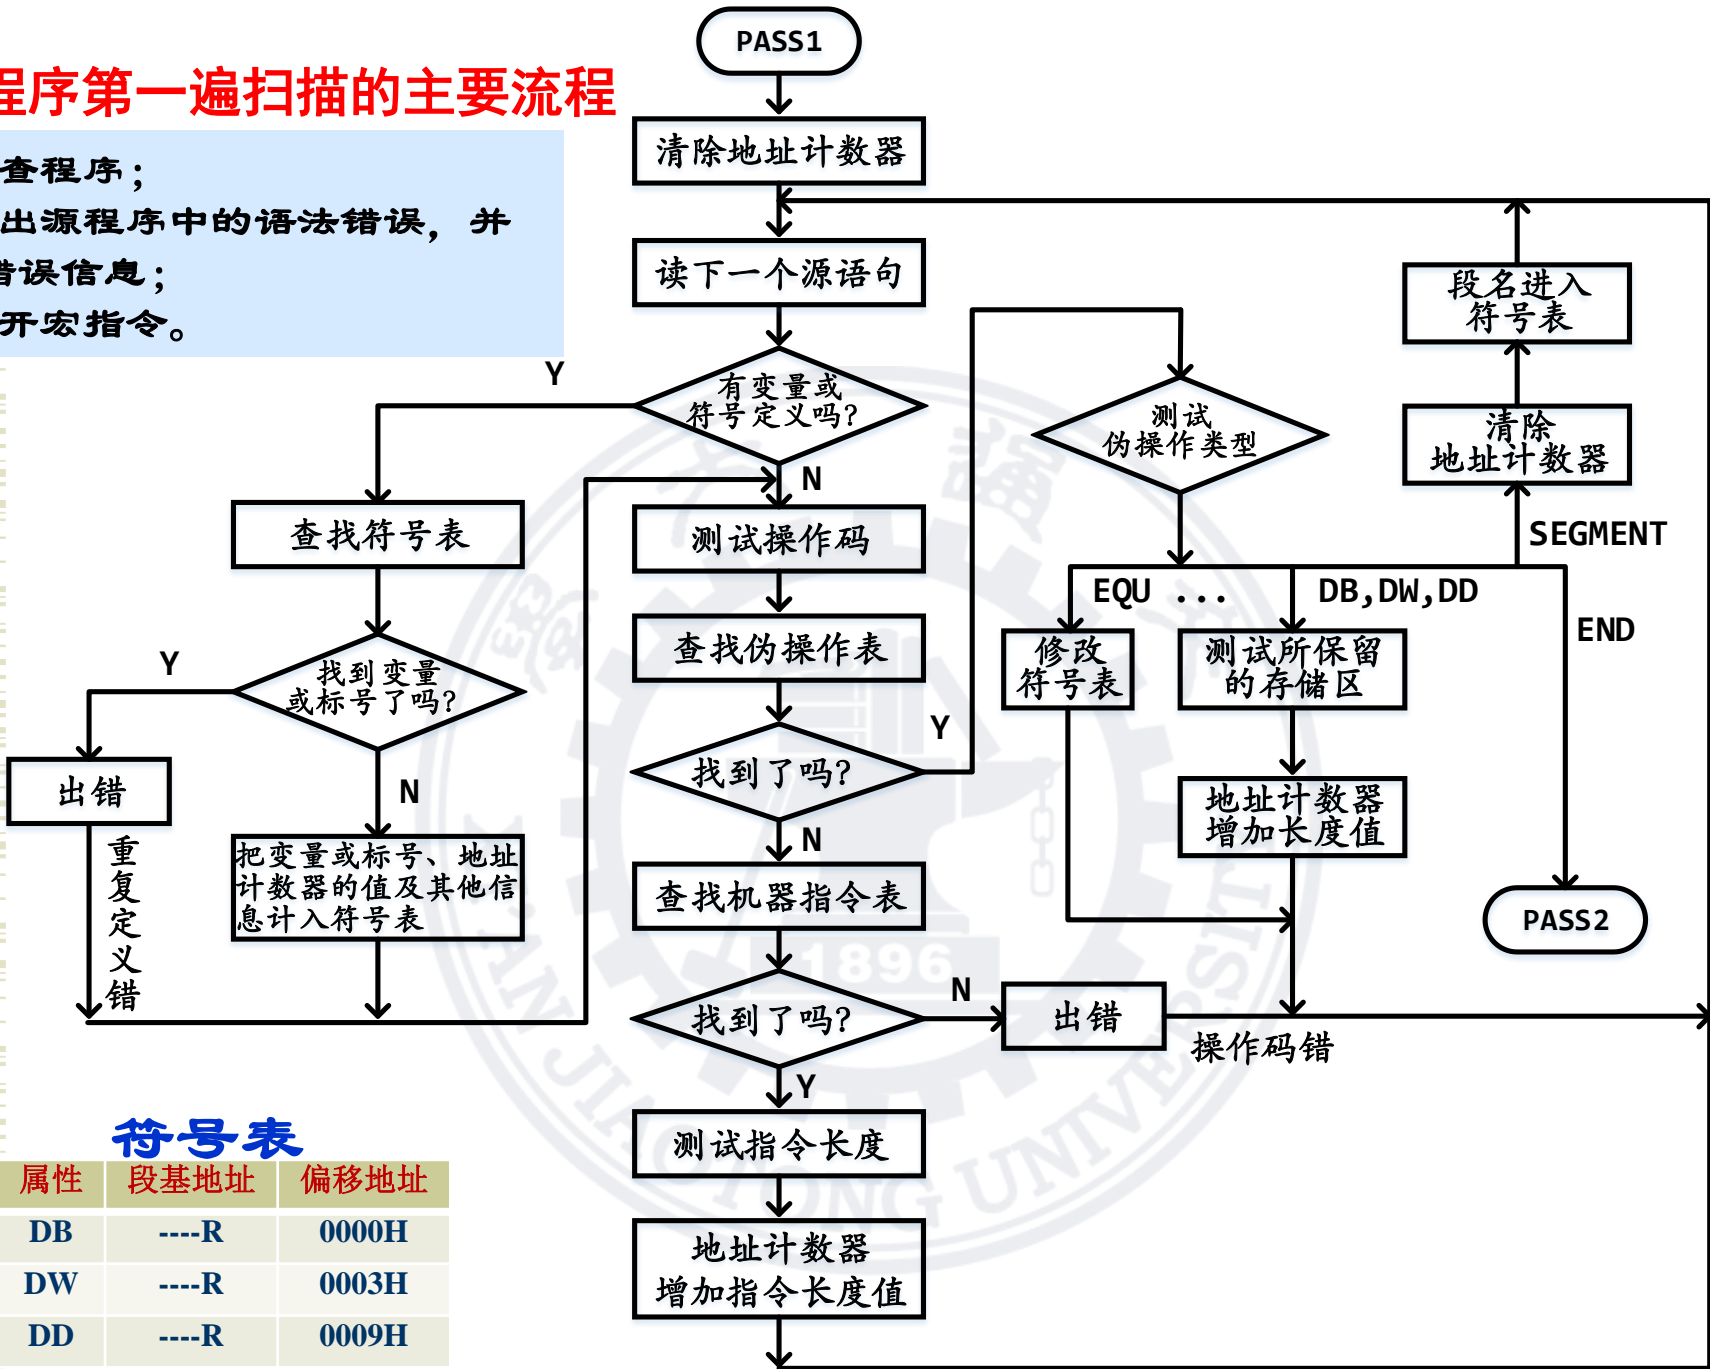 PASS1
程序第一遍扫描的主要流程
清除地址计数器
查程序;
出源程序中的语法错误,并
错误信息;
开宏指令。
读下一个源语句
段名进入
符号表
Y
有变量或
符号定义吗?
测试
伪操作类型
清除
地址计数器
N
查找符号表
测试操作码
SEGMENT
EQU ...
DB,DW,DD
END
查找伪操作表
修改
符号表
测试所保留
的存储区
Y
找到变量
或标号了吗?
Y
找到了吗?
出错
N
地址计数器
增加长度值
重复定义错
把变量或标号、地址
计数器的值及其他信
息计入符号表
N
查找机器指令表
PASS2
1896
N
找到了吗?
出错
操作码错
Y
测试指令长度
地址计数器
增加指令长度值
符号表
属性 段基地址 偏移地址
DB ----R 0000H
DW ----R 0003H
DD ----R 0009H
XI'AN JIAOTONG UNIVERSITY